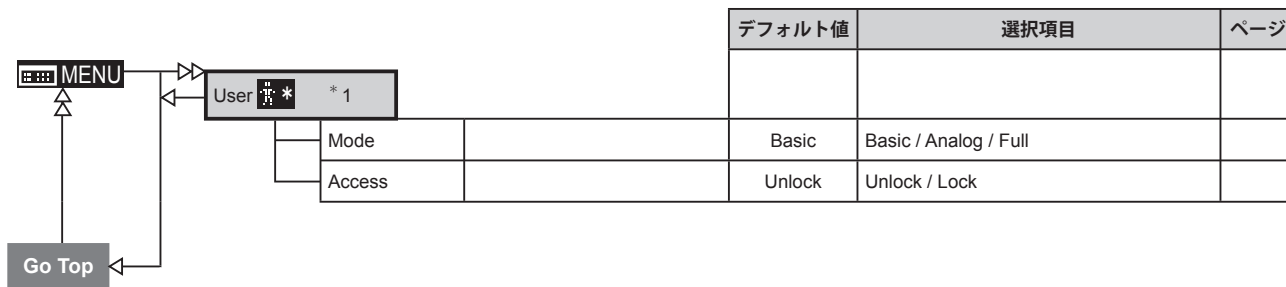 デフォルト値 選択項目 ページ
MENU
User * *1
Mode Basic Basic / Analog / Full
Access Unlock Unlock / Lock
Go Top